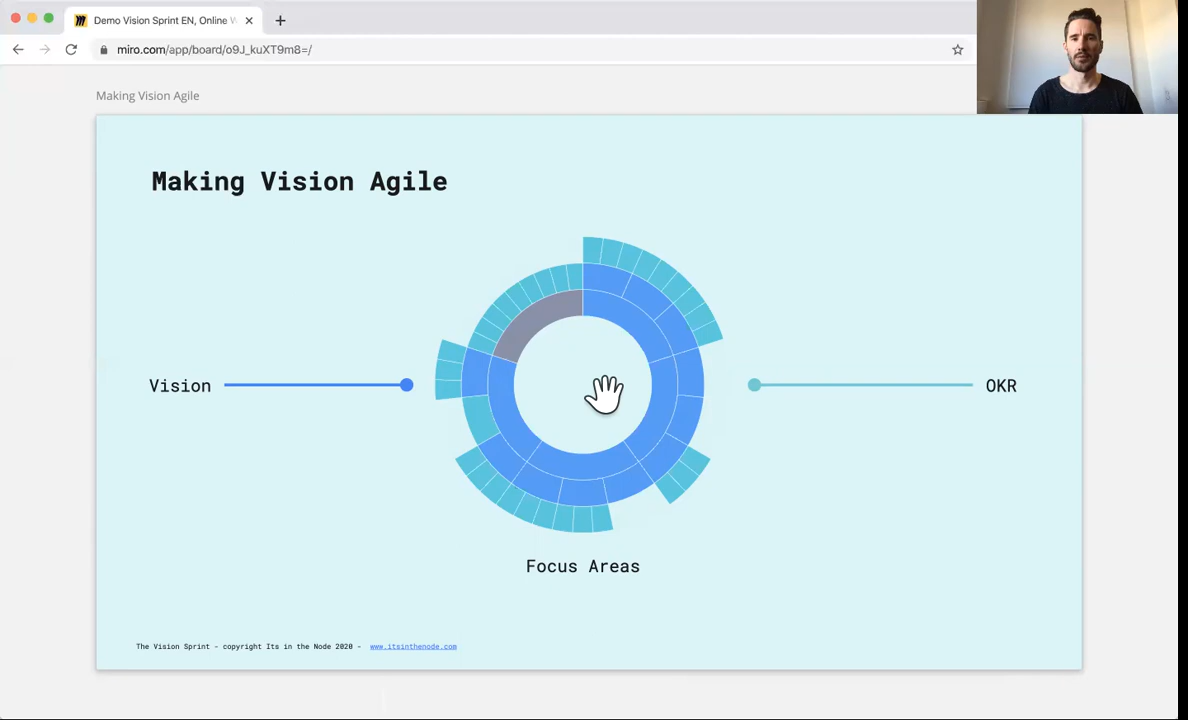 Demo Vision Sprint EN, Online W
miro.com/app/board/o9J_kuXT9m8=/
Making Vision Agile
Making Vision Agile
Vision
OKR
Focus Areas
The Vision Sprint - copyright Its in the Node 2020 - www.itsinthenode.com